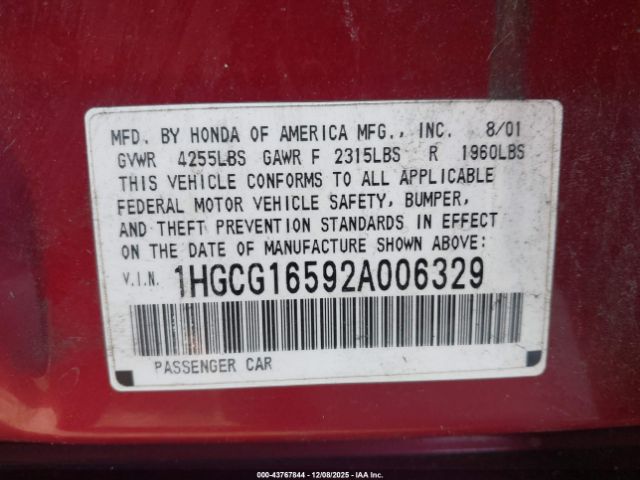 MFD. BY HONDA OF AMERICA MFG., INC. 8/01
GVWR 4255LBS GAWR F 2315LBS R 1960LBS
THIS VEHICLE CONFORMS TO ALL APPLICABLE
FEDERAL MOTOR VEHICLE SAFETY, BUMPER,
AND THEFT PREVENTION STANDARDS IN EFFECT
ON THE DATE OF MANUFACTURE SHOWN ABOVE:
V.I.N. 1HGCG16592A006329
PASSENGER CAR
000-43767844 | 12/08/2025 - Copart, Inc.